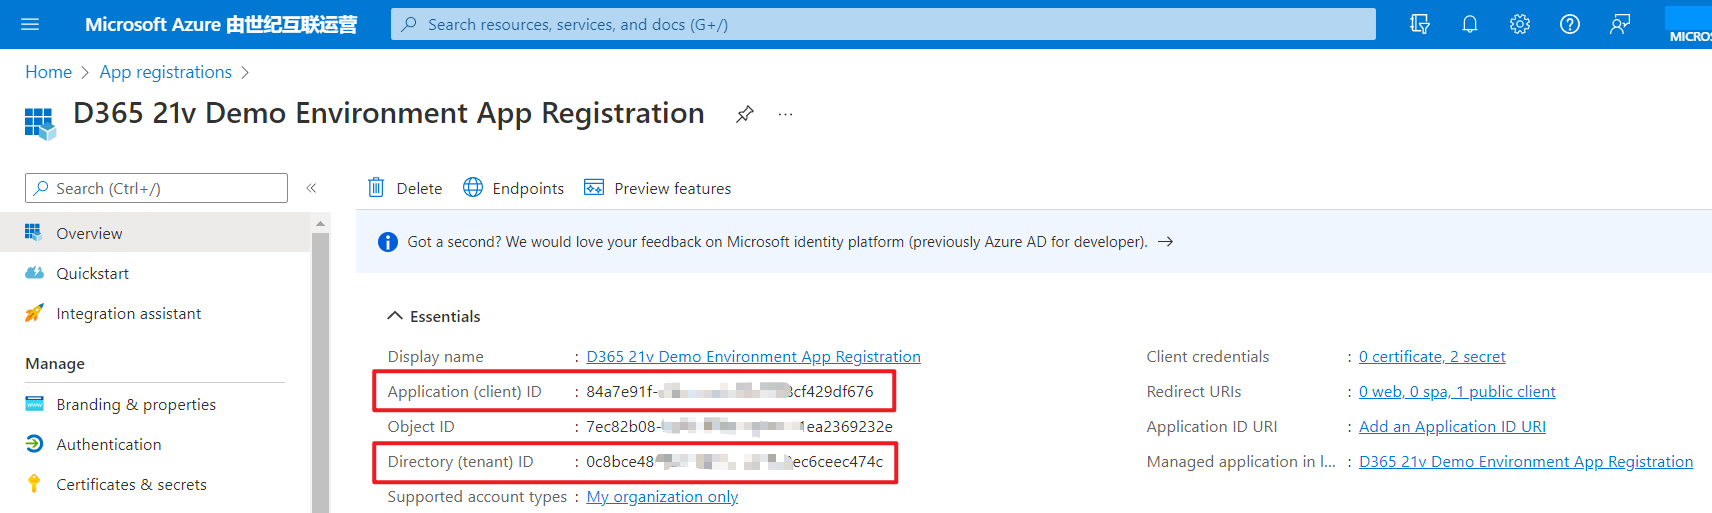 Microsoft Azure 由世纪互联运营
Search resources, services, and docs (G+/)
MICROS
Home > App registrations >
D365 21v Demo Environment App Registration
Search (Ctrl+/)
«
Overview
Quickstart
Integration assistant
Manage
Branding & properties
Authentication
Certificates & secrets
Delete Endpoints Preview features
Got a second? We would love your feedback on Microsoft identity platform (previously Azure AD for developer). →
Essentials
Display name : D365 21v Demo Environment App Registration
Application (client) ID : 84a7e91f- cf429df676
Object ID : 7ec82b08- 1ea2369232e
Directory (tenant) ID : 0c8bce48 ec6ceec474c
Supported account types : My organization only
Client credentials : 0 certificate, 2 secret
Redirect URIs : 0 web, 0 spa, 1 public client
Application ID URI : Add an Application ID URI
Managed application in l... : D365 21v Demo Environment App Registration